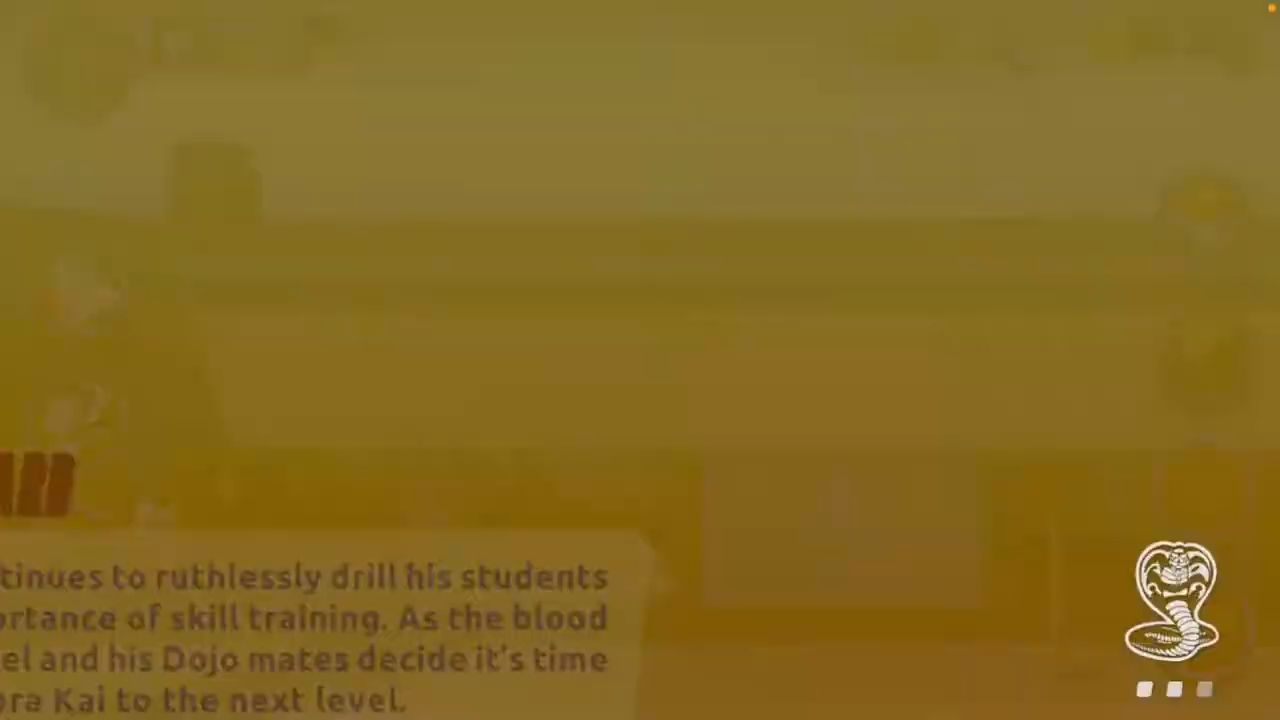 tinues to ruthlessly drill his students
ortance of skill training. As the blood
el and his Dojo mates decide it's time
ora Kai to the next level.